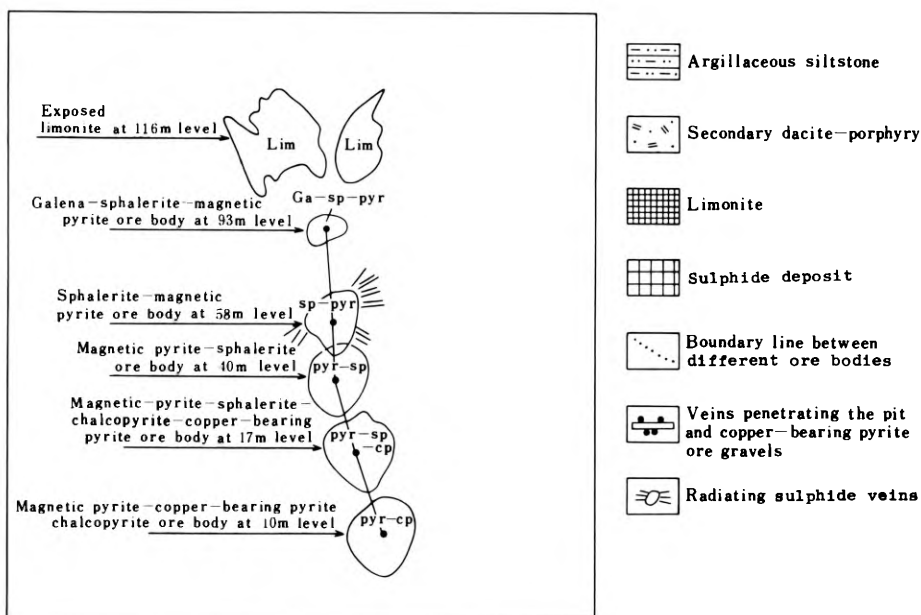 Exposed
limonite at 116m level
Lim
Lim
Ga—sp—pyr
Galena—sphalerite—magnetic
pyrite ore body at 93m level
sp—pyr
Sphalerite—magnetic
pyrite ore body at 58m level
Magnetic pyrite—sphalerite
ore body at 40m level
pyr—sp
Magnetic—pyrite—sphalerite—
chalcopyrite—copper—bearing
pyrite ore body at 17m level
pyr—sp
—cp
Magnetic pyrite—copper—bearing pyrite
chalcopyrite ore body at 10m level
pyr—cp
Argillaceous siltstone
Secondary dacite—porphyry
Limonite
Sulphide deposit
Boundary line between
different ore bodies
Veins penetrating the pit
and copper—bearing pyrite
ore gravels
Radiating sulphide veins